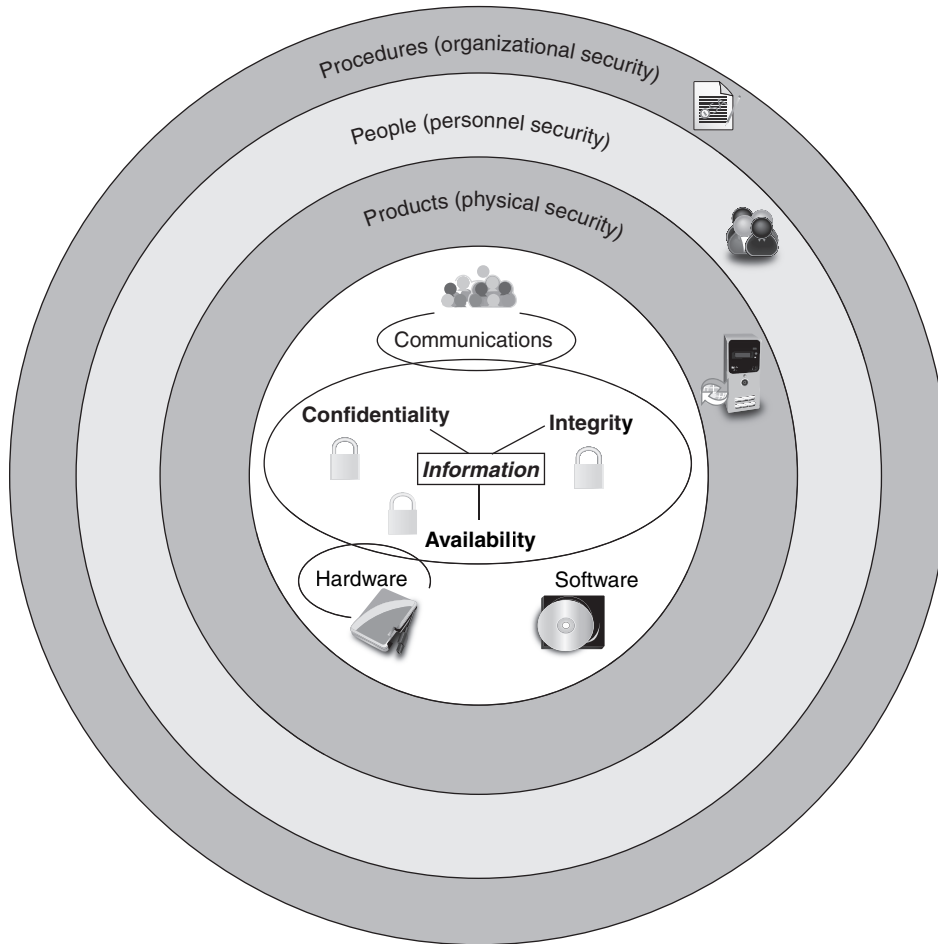 Procedures (organizational security)
People (personnel security)
Products (physical security)
Communications
Confidentiality
Integrity
Information
Availability
Hardware
Software